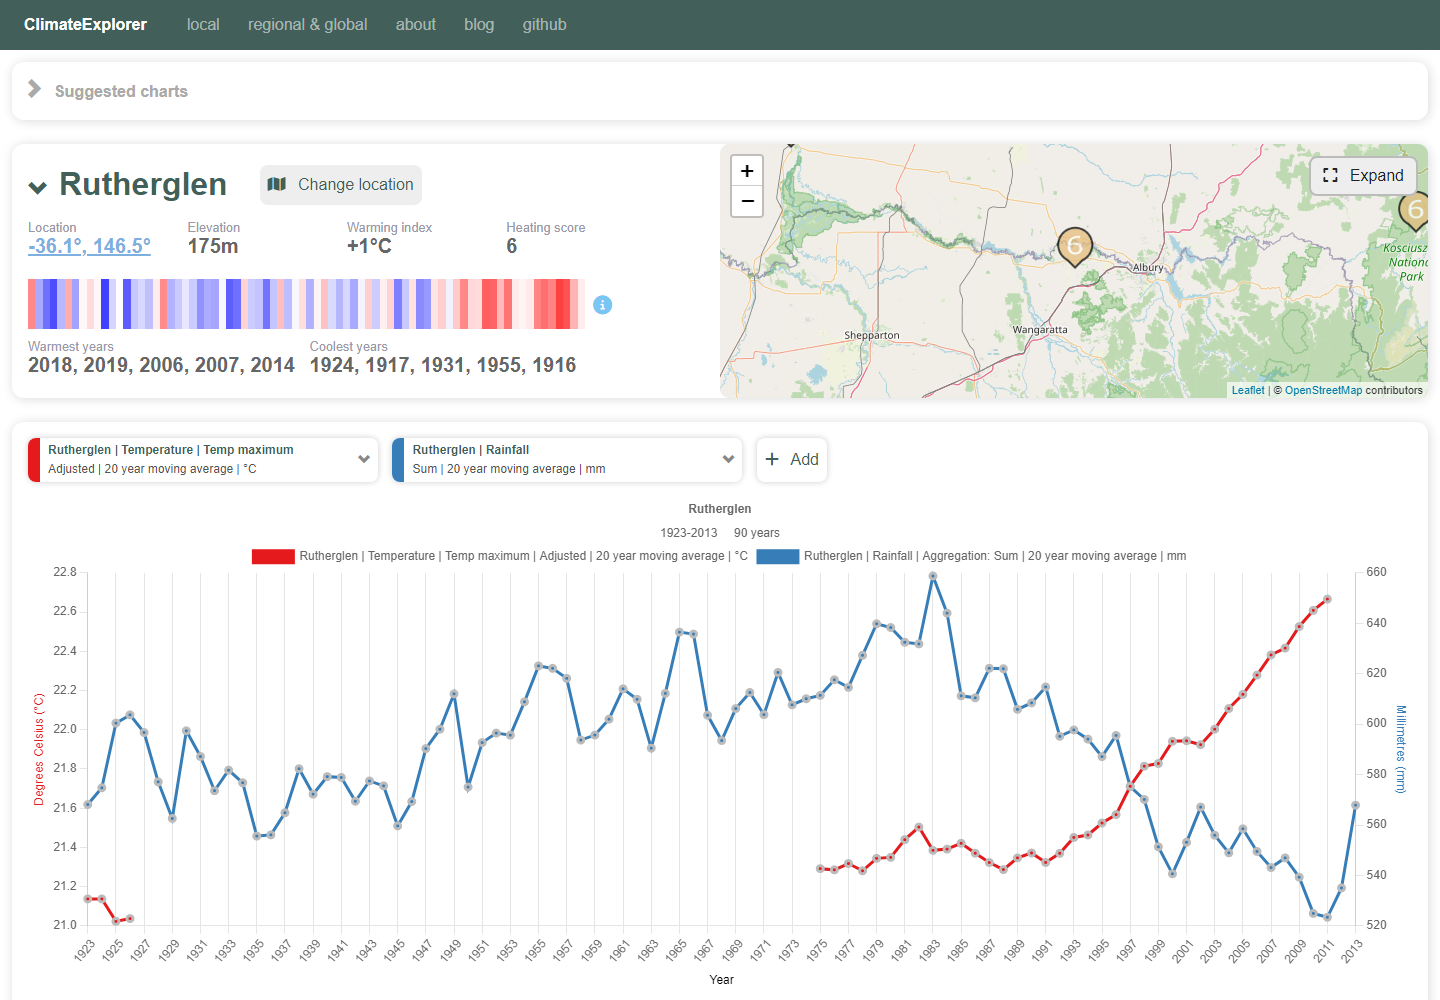 ClimateExplorer local regional & global about blog github
Suggested charts
Rutherglen
Change location
Location Elevation Warming index Heating score
-36.1°, 146.5° 175m +1°C 6
i
Warmest years Coolest years
2018, 2019, 2006, 2007, 2014 1924, 1917, 1931, 1955, 1916
+
−
Expand
6
6
Kosciusz
Nation
Park
Albury
Wangaratta
Shepparton
Leaflet | © OpenStreetMap contributors
Rutherglen | Temperature | Temp maximum
Adjusted | 20 year moving average | °C
Rutherglen | Rainfall
Sum | 20 year moving average | mm
+ Add
Rutherglen
1923-2013 90 years
Rutherglen | Temperature | Temp maximum | Adjusted | 20 year moving average | °C
Rutherglen | Rainfall | Aggregation: Sum | 20 year moving average | mm
Degrees Celsius (°C)
22.8
22.6
22.4
22.2
22.0
21.8
21.6
21.4
21.2
21.0
660
640
620
600
580
560
540
520
Millimetres (mm)
1923 1925 1927 1929 1931 1933 1935 1937 1939 1941 1943 1945 1947 1949 1951 1953 1955 1957 1959 1961 1963 1965 1967 1969 1971 1973 1975 1977 1979 1981 1983 1985 1987 1989 1991 1993 1995 1997 1999 2001 2003 2005 2007 2009 2011 2013
Year